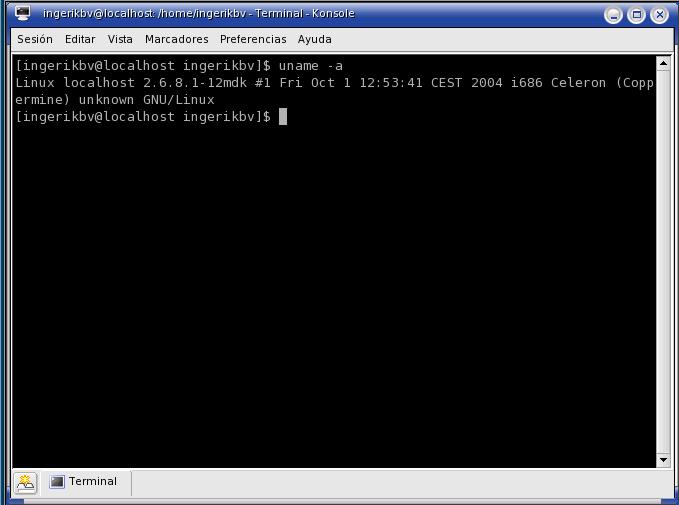 ingerikbv@localhost: /home/ingerikbv - Terminal - Konsole
Sesión Editar Vista Marcadores Preferencias Ayuda
[ingerikbv@localhost ingerikbv]$ uname -a
Linux localhost 2.6.8.1-12mdk #1 Fri Oct 1 12:53:41 CEST 2004 i686 Celeron (Copp
ermine) unknown GNU/Linux
[ingerikbv@localhost ingerikbv]$
Terminal